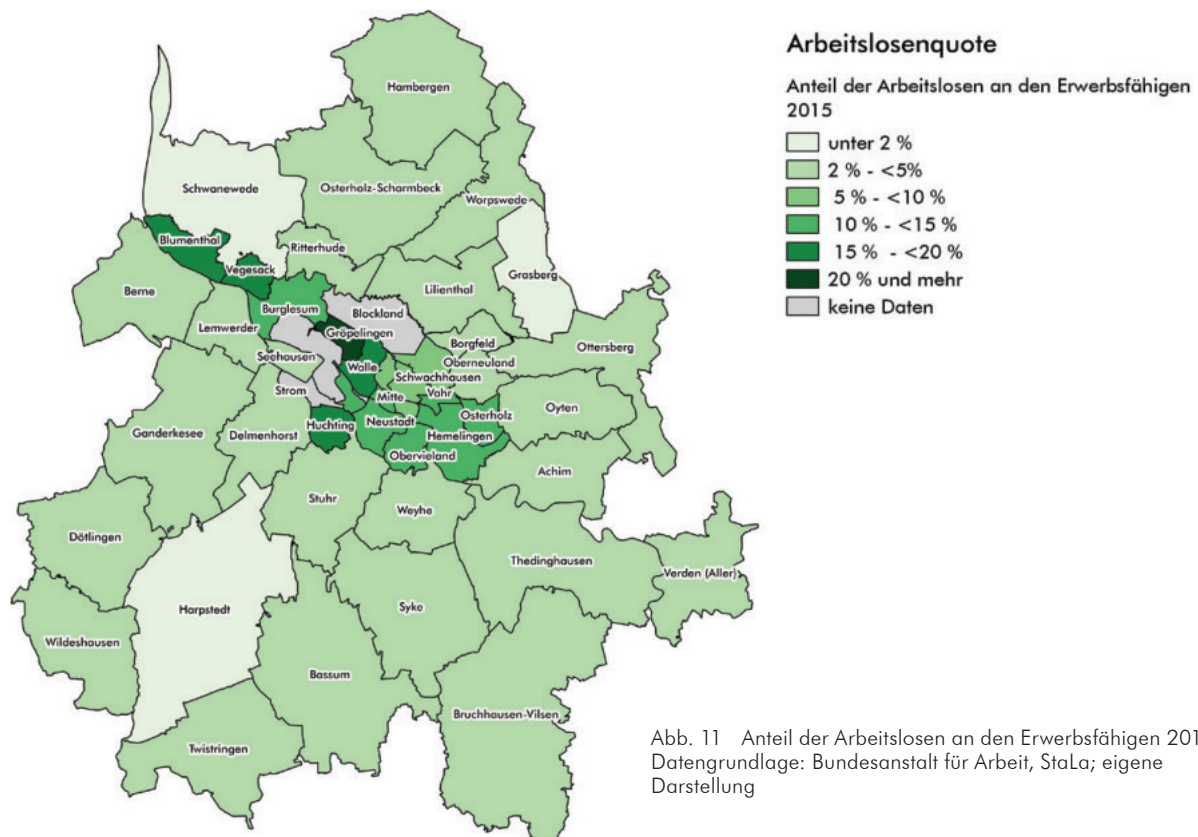 Arbeitslosenquote
Anteil der Arbeitslosen an den Erwerbsfähigen
2015
unter 2 %
2 % - <5%
5 % - <10 %
10 % - <15 %
15 % - <20 %
20 % und mehr
keine Daten
Hambergen
Schwanewede
Osterholz-Scharmbeck
Worpswede
Blumenthal
Ritterhude
Vegesack
Grasberg
Berne
Lilienthal
Burglesum
Blockland
Lemwerder
Gröpelingen
Borgfeld
Ottersberg
Seehausen
Oberneuland
Walle
Schwachhausen
Strom
Mitte
Vahr
Oyten
Osterholz
Huchting
Neustadt
Ganderkesee
Delmenhorst
Hemelingen
Obervieland
Achim
Stuhr
Weyhe
Dötlingen
Thedinghausen
Verden (Aller)
Harpstedt
Syke
Wildeshausen
Bassum
Bruchhausen-Vilsen
Twistringen
Abb. 11 Anteil der Arbeitslosen an den Erwerbsfähigen 201
Datengrundlage: Bundesanstalt für Arbeit, StaLa; eigene
Darstellung